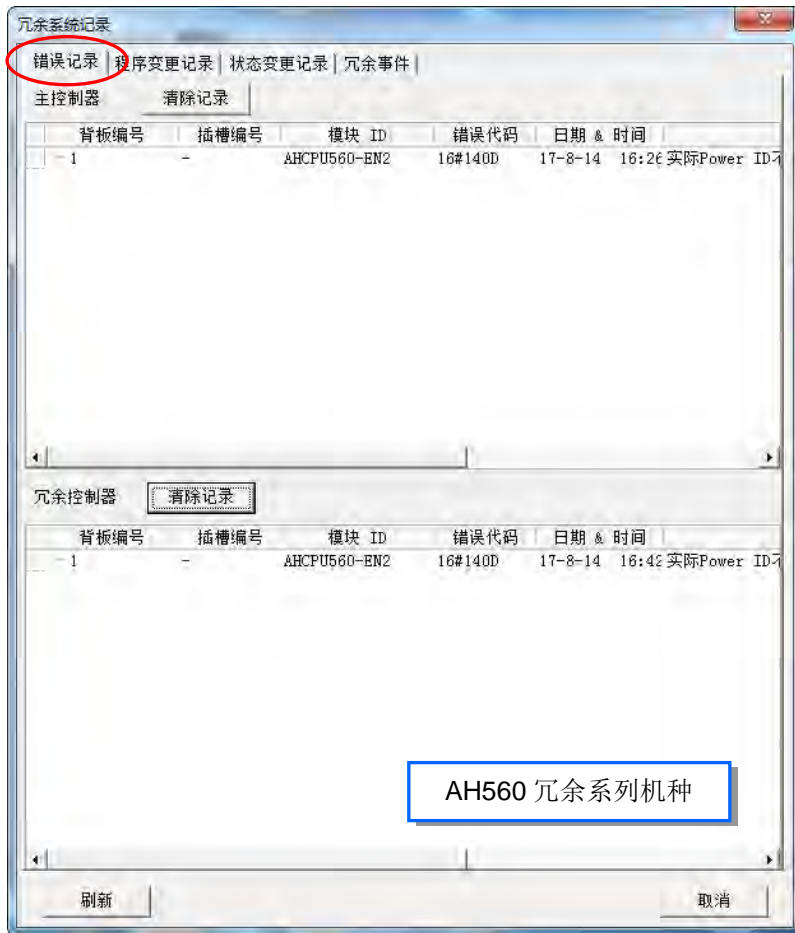 冗余系统记录
错误记录 程序变更记录 状态变更记录 冗余事件
主控制器 清除记录
背板编号 插槽编号 模块 ID 错误代码 日期 & 时间
1 - AHCPU560-EN2 16#140D 17-8-14 16:26 实际Power ID不
冗余控制器 清除记录
背板编号 插槽编号 模块 ID 错误代码 日期 & 时间
1 - AHCPU560-EN2 16#140D 17-8-14 16:42 实际Power ID不
AH560 冗余系列机种
刷新 取消